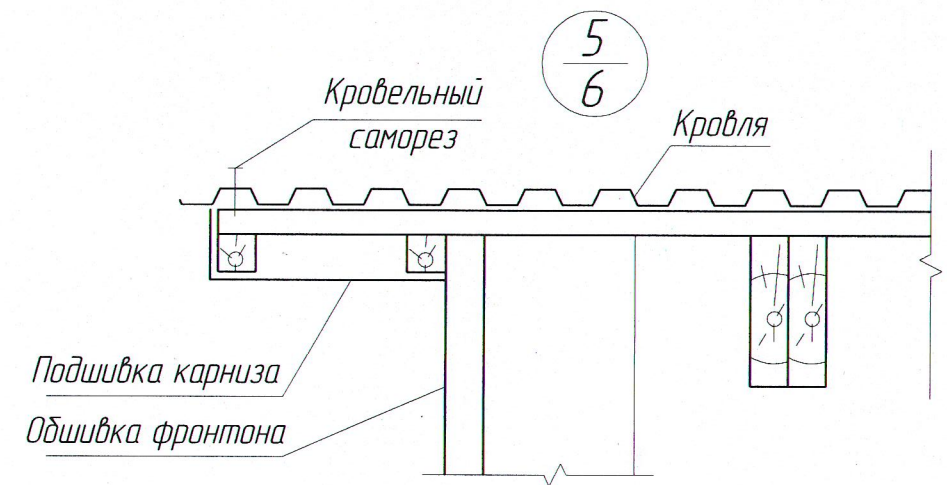 5
6
Кровельный
саморез
Кровля
Подшивка карниза
Обшивка фронтона